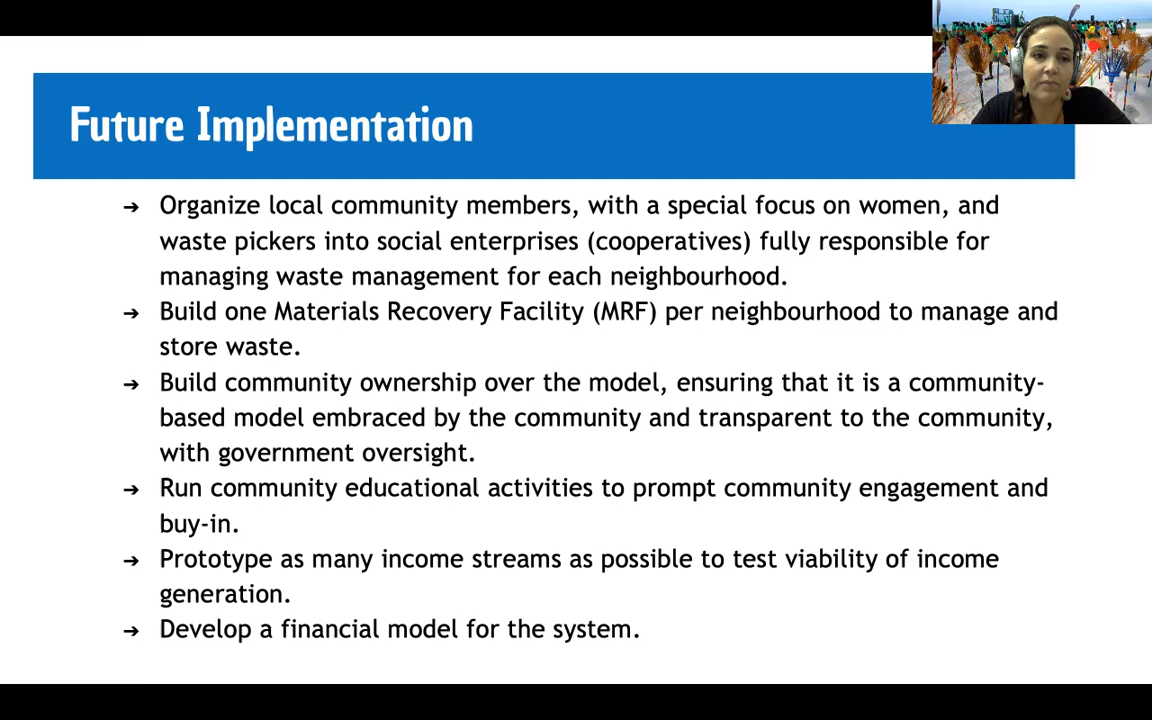 Future Implementation
➔ Organize local community members, with a special focus on women, and
waste pickers into social enterprises (cooperatives) fully responsible for
managing waste management for each neighbourhood.
➔ Build one Materials Recovery Facility (MRF) per neighbourhood to manage and
store waste.
➔ Build community ownership over the model, ensuring that it is a community-
based model embraced by the community and transparent to the community,
with government oversight.
➔ Run community educational activities to prompt community engagement and
buy-in.
➔ Prototype as many income streams as possible to test viability of income
generation.
➔ Develop a financial model for the system.